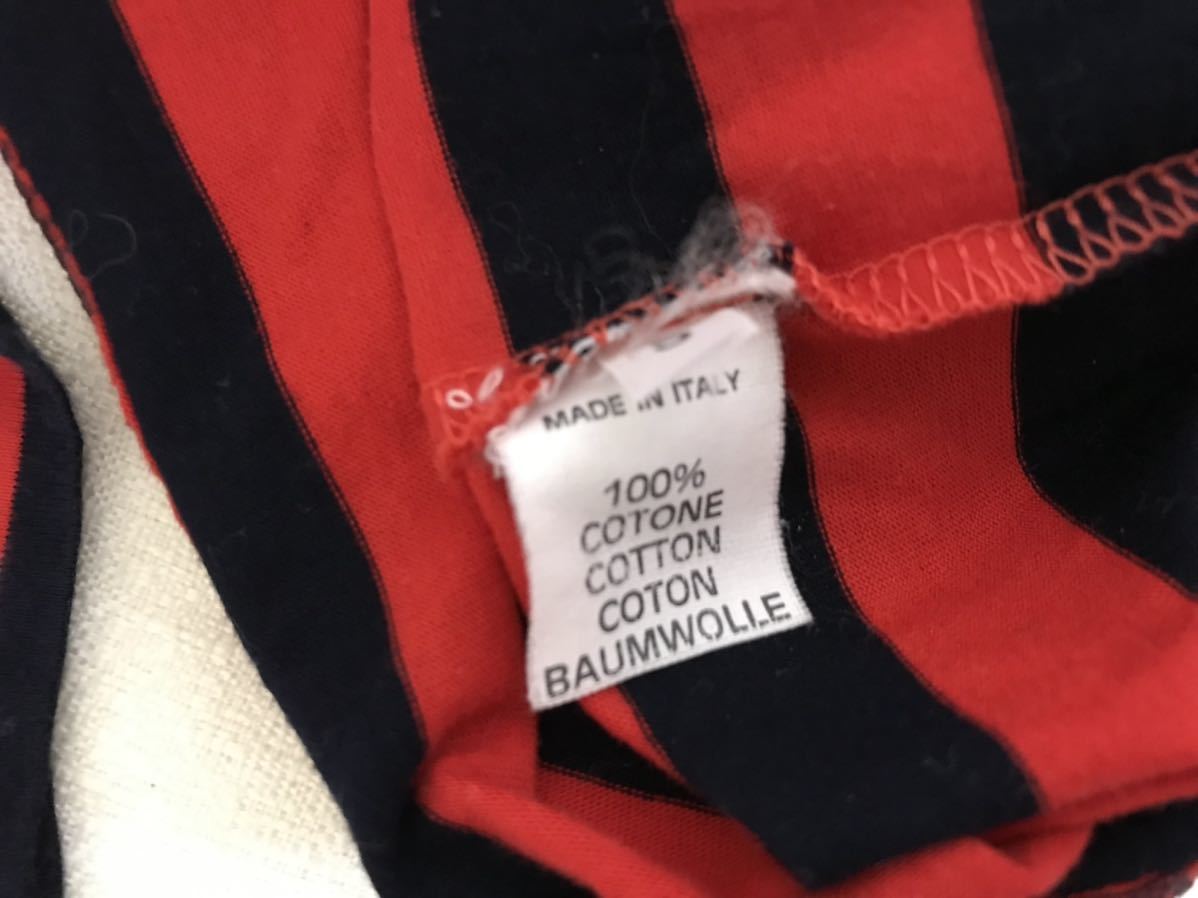 MADE IN ITALY
100%
COTONE
COTTON
COTON
BAUMWOLLE